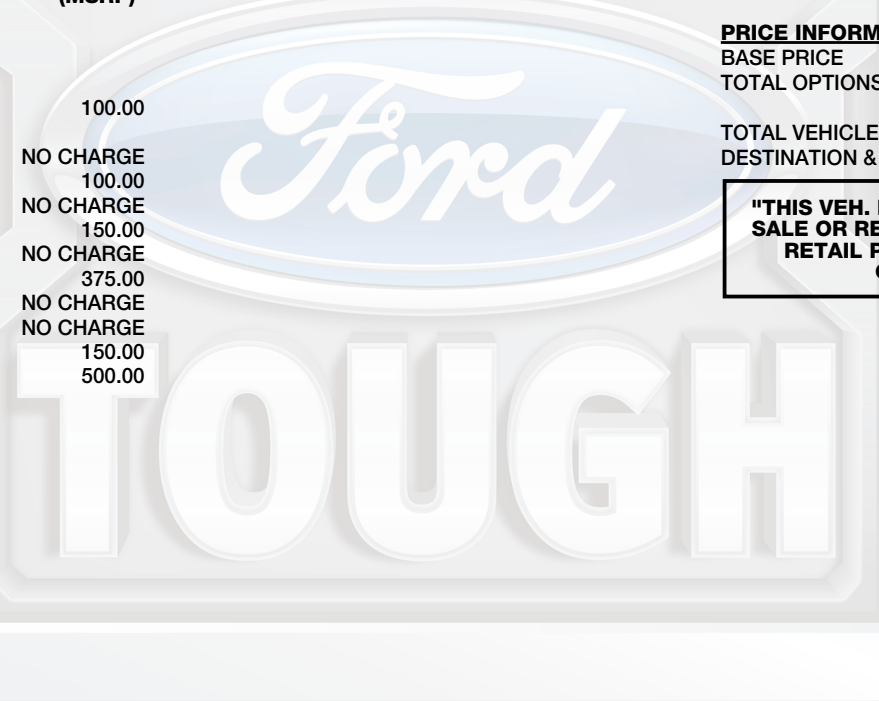 (MSRP)
100.00
NO CHARGE
100.00
NO CHARGE
150.00
NO CHARGE
375.00
NO CHARGE
NO CHARGE
150.00
500.00
PRICE INFORM
BASE PRICE
TOTAL OPTIONS
TOTAL VEHICLE
DESTINATION &
"THIS VEH.
SALE OR RE
RETAIL P
Ford
TOUGH